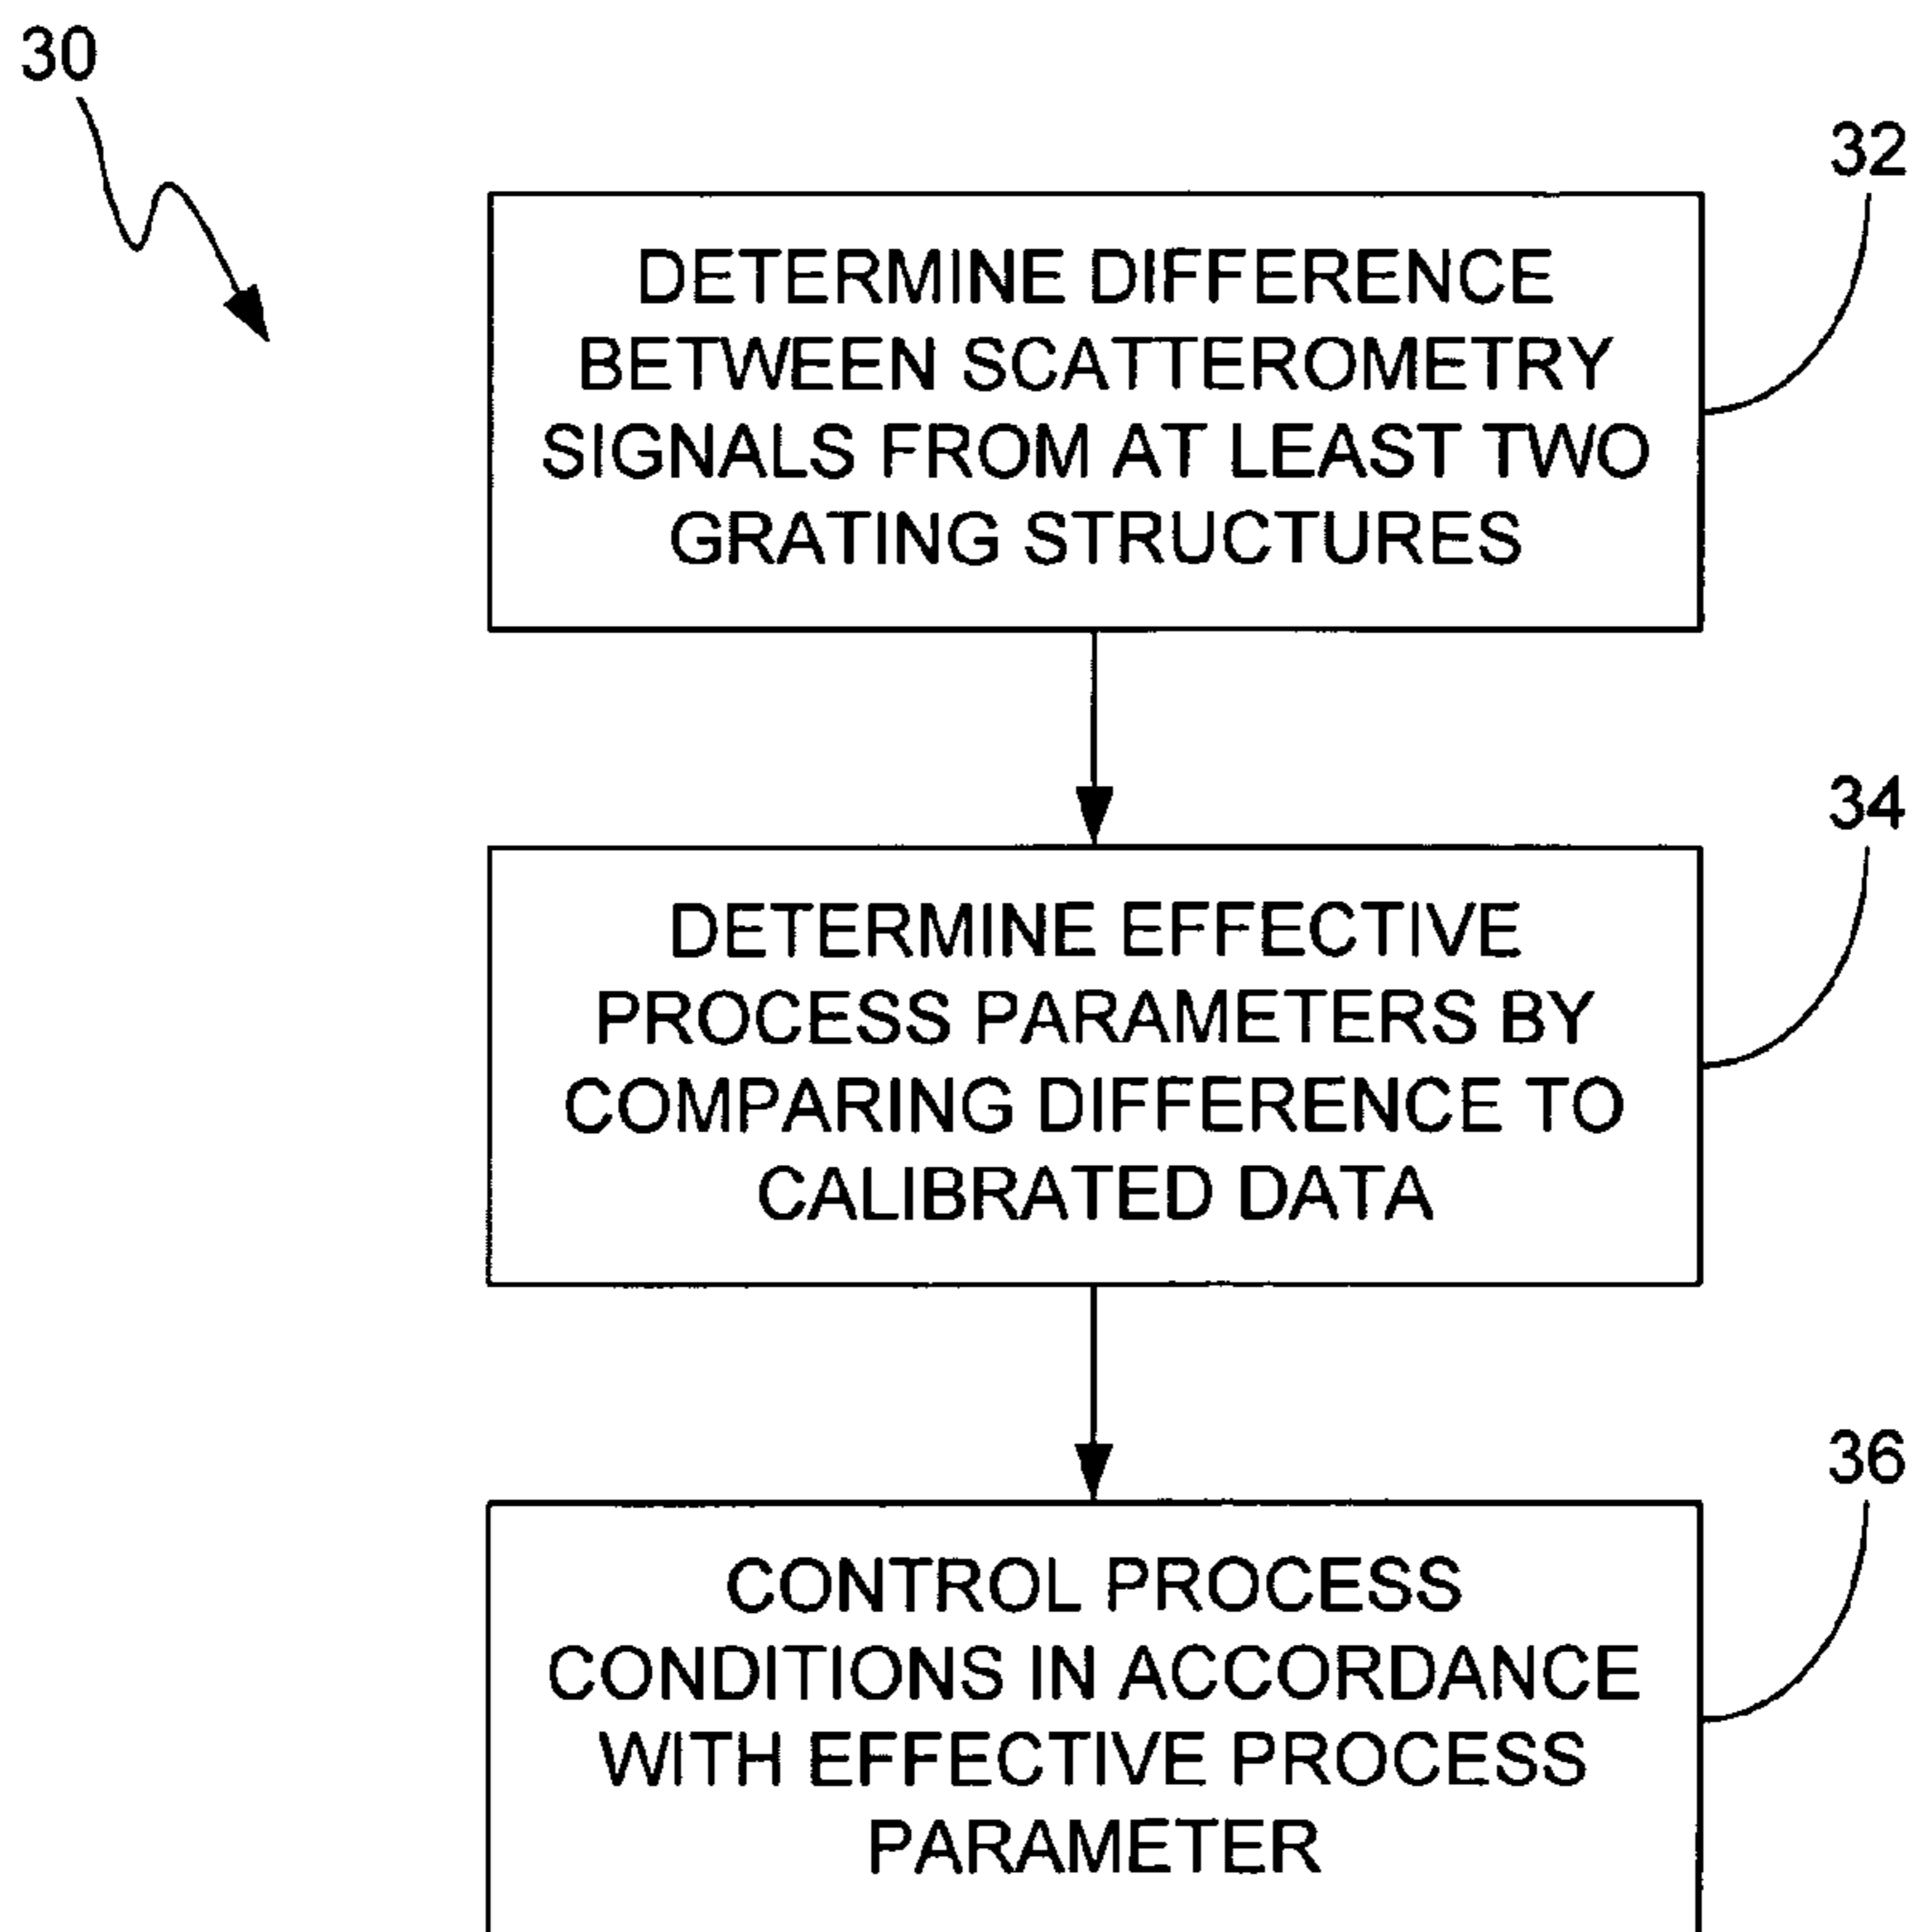 30
32
DETERMINE DIFFERENCE
BETWEEN SCATTEROMETRY
SIGNALS FROM AT LEAST TWO
GRATING STRUCTURES
34
DETERMINE EFFECTIVE
PROCESS PARAMETERS BY
COMPARING DIFFERENCE TO
CALIBRATED DATA
36
CONTROL PROCESS
CONDITIONS IN ACCORDANCE
WITH EFFECTIVE PROCESS
PARAMETER